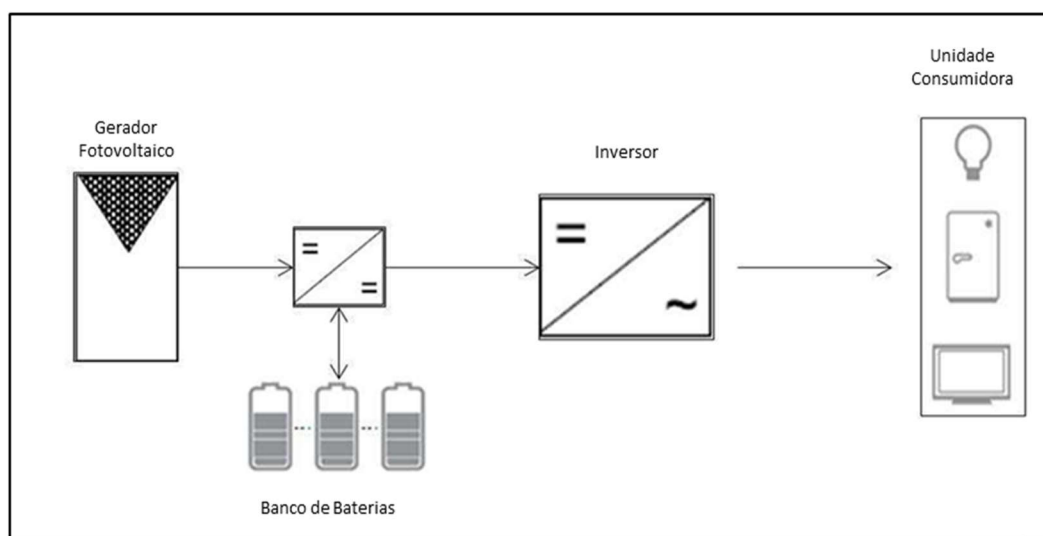 Gerador
Fotovoltaico
Inversor
Unidade
Consumidora
Banco de Baterias